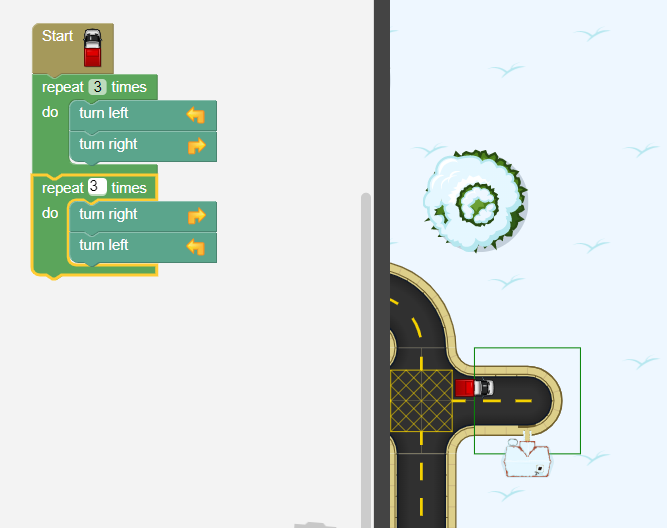 Start
repeat 3 times
do turn left
turn right
repeat 3 times
do turn right
turn left